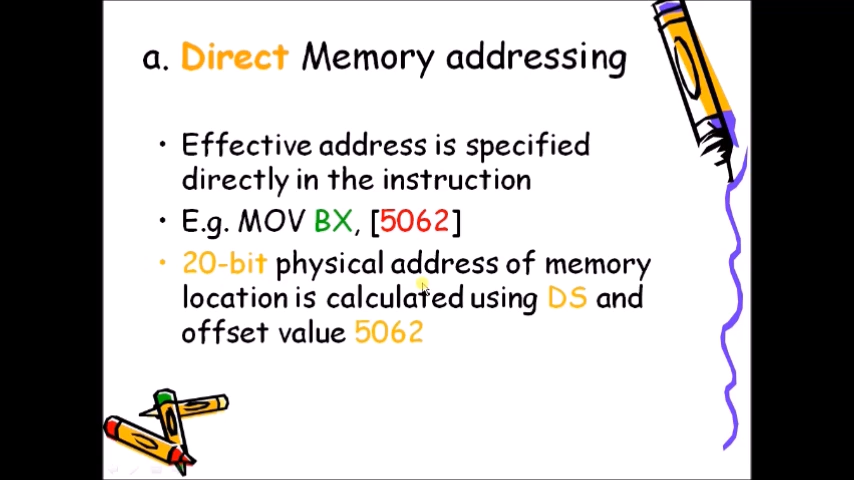 a. Direct Memory addressing
• Effective address is specified
directly in the instruction
• E.g. MOV BX, [5062]
• 20-bit physical address of memory
location is calculated using DS and
offset value 5062